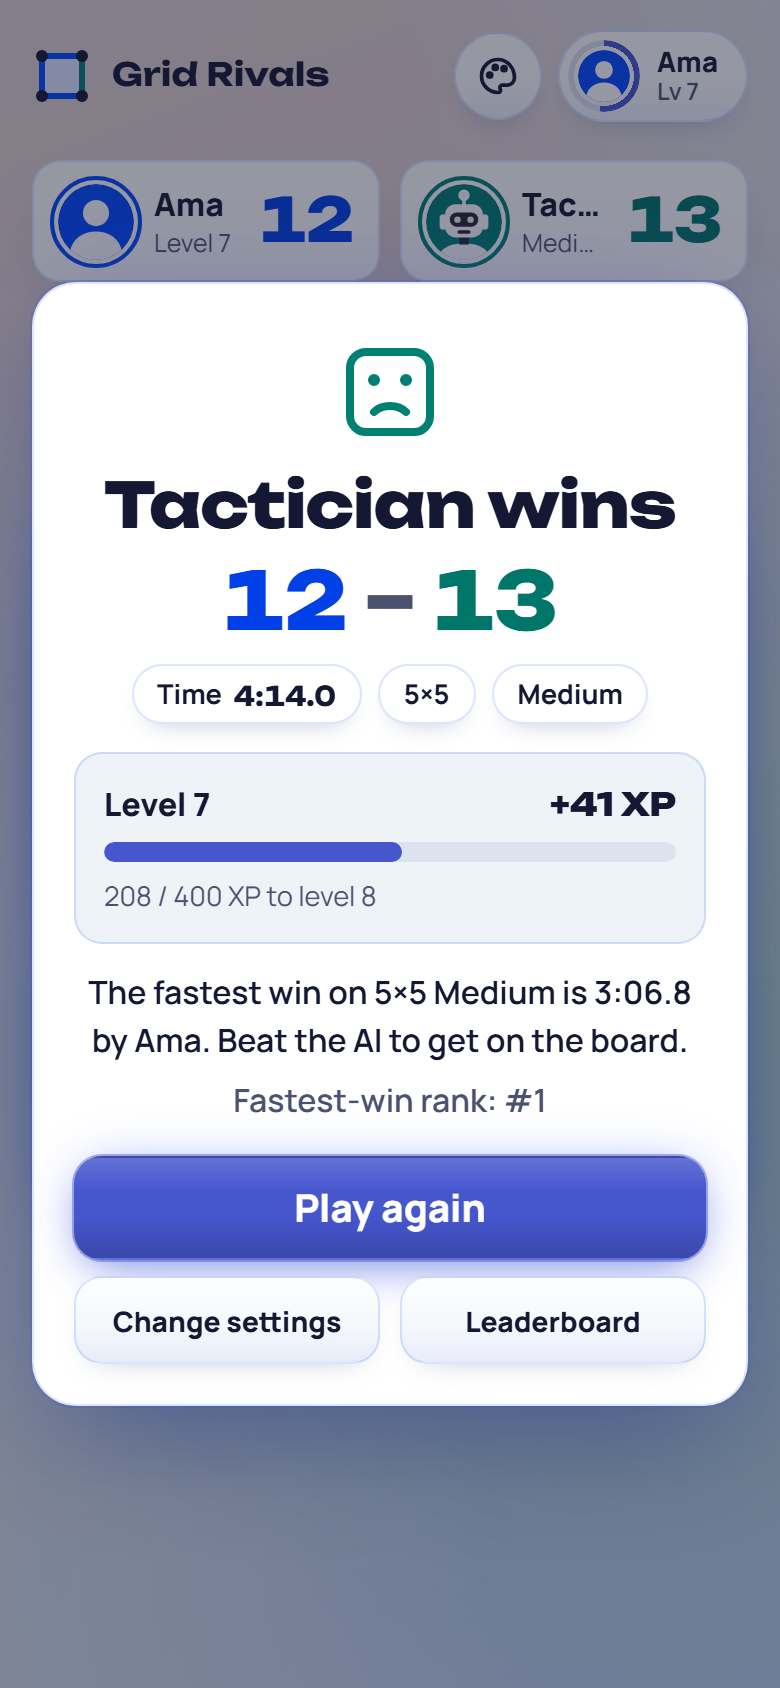 Grid Rivals
Ama
Lv 7
Ama
Level 7
12
Tac...
Medi...
13
Tactician wins
12 – 13
Time 4:14.0
5×5
Medium
Level 7
+41 XP
208 / 400 XP to level 8
The fastest win on 5×5 Medium is 3:06.8
by Ama. Beat the AI to get on the board.
Fastest-win rank: #1
Play again
Change settings
Leaderboard